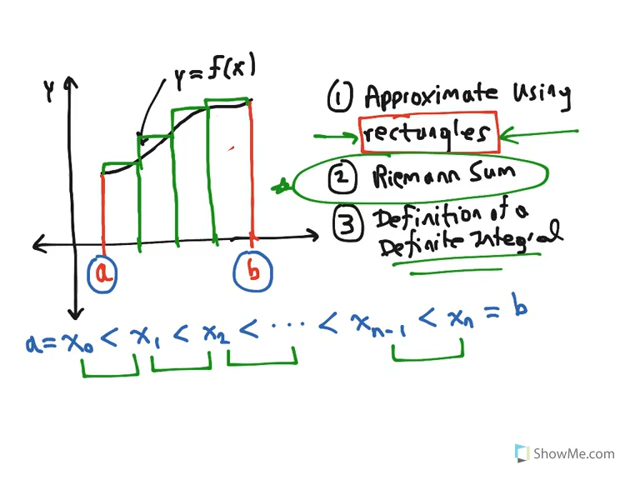 y = f(x)
Y
① Approximate Using
rectangles
② Riemann Sum
③ Definition of a
Definite Integral
a
b
a = x₀ < x₁ < x₂ < ... < xₙ₋₁ < xₙ = b
ShowMe.com